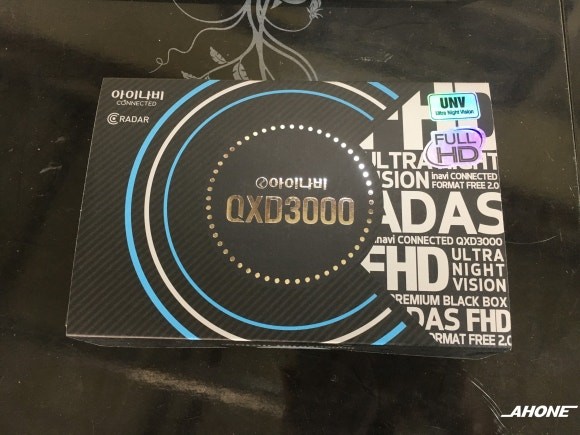 아이나비
CONNECTED
RADAR
아이나비
QXD3000
UNV
Ultra Night Vision
FULL
HD
FHD
ULTRA NIGHT
VISION
inavi CONNECTED
FORMAT FREE 2.0
ADAS
inavi CONNECTED QXD3000
FHD
ULTRA
NIGHT
VISION
PREMIUM BLACK BOX
DAS FHD
RMAT FREE 2.0
AHONE